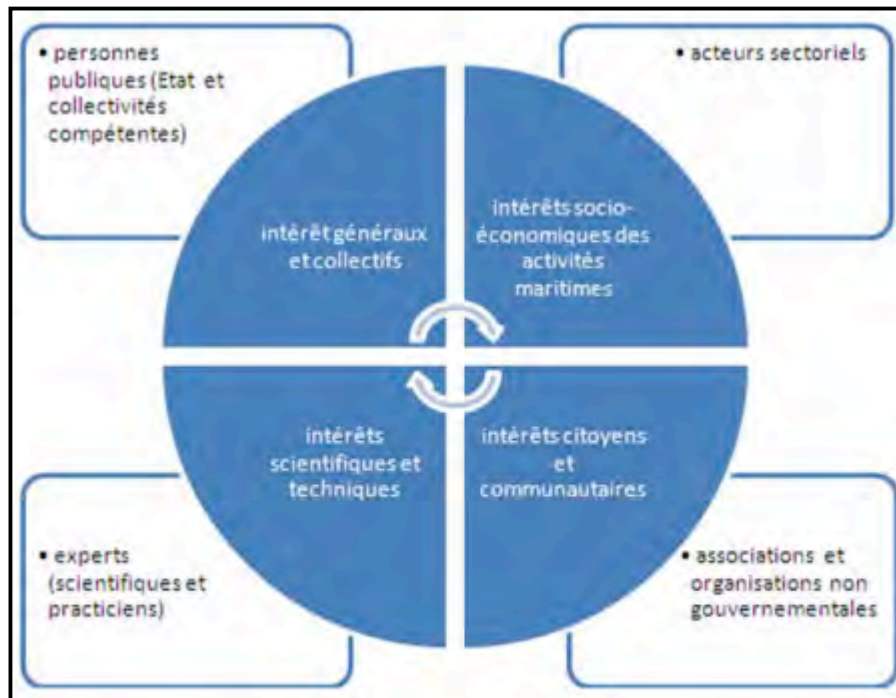 • personnes
publiques (Etat et
collectivités
compétentes)
• acteurs sectoriels
intérêt généraux
et collectifs
intérêts socio-
économiques des
activités
maritimes
intérêts
scientifiques et
techniques
intérêts citoyens
et
communautaires
• experts
(scientifiques et
practiciens)
• associations et
organisations non
gouvernementales